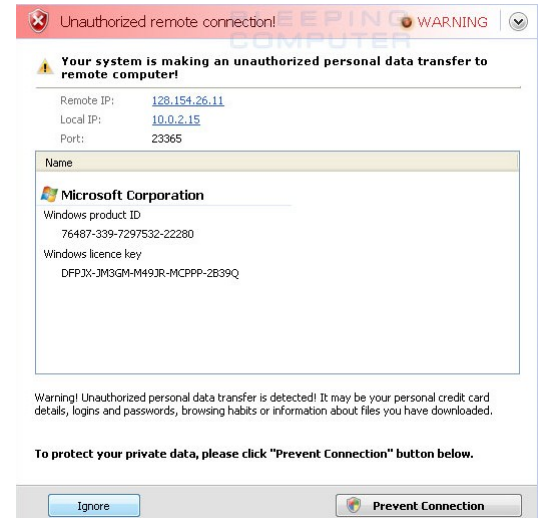 Unauthorized remote connection!
WARNING
BLEEPING
COMPUTER
Your system is making an unauthorized personal data transfer to
remote computer!
Remote IP: 128.154.26.11
Local IP: 10.0.2.15
Port: 23365
Name
Microsoft Corporation
Windows product ID
76487-339-7297532-22280
Windows licence key
DFPJX-JM3GM-M49JR-MCPPP-2B39Q
Warning! Unauthorized personal data transfer is detected! It may be your personal credit card
details, logins and passwords, browsing habits or information about files you have downloaded.
To protect your private data, please click "Prevent Connection" button below.
Ignore
Prevent Connection